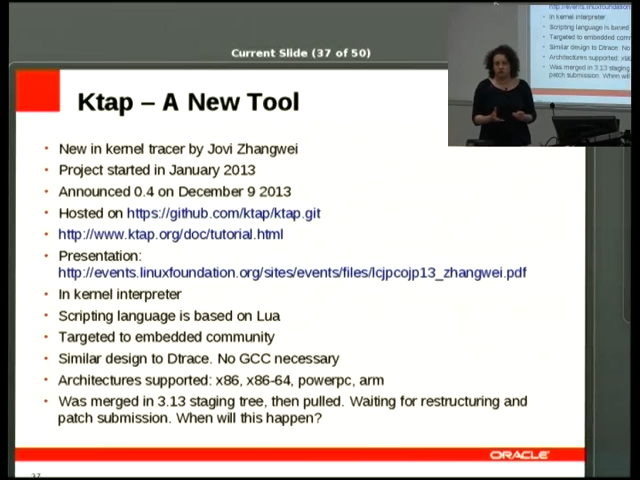 Current Slide (37 of 50)
Ktap – A New Tool
• New in kernel tracer by Jovi Zhangwei
• Project started in January 2013
• Announced 0.4 on December 9 2013
• Hosted on https://github.com/ktap/ktap.git
• http://www.ktap.org/doc/tutorial.html
• Presentation:
http://events.linuxfoundation.org/sites/events/files/lcjpcojp13_zhangwei.pdf
• In kernel interpreter
• Scripting language is based on Lua
• Targeted to embedded community
• Similar design to Dtrace. No GCC necessary
• Architectures supported: x86, x86-64, powerpc, arm
• Was merged in 3.13 staging tree, then pulled. Waiting for restructuring and
patch submission. When will this happen?
ORACLE
37
• In kernel interpreter
• Scripting language is based
• Targeted to embedded
• Similar design to Dtrace. No
• Architectures supported:
• Was merged in 3.13 staging
patch submission. When will